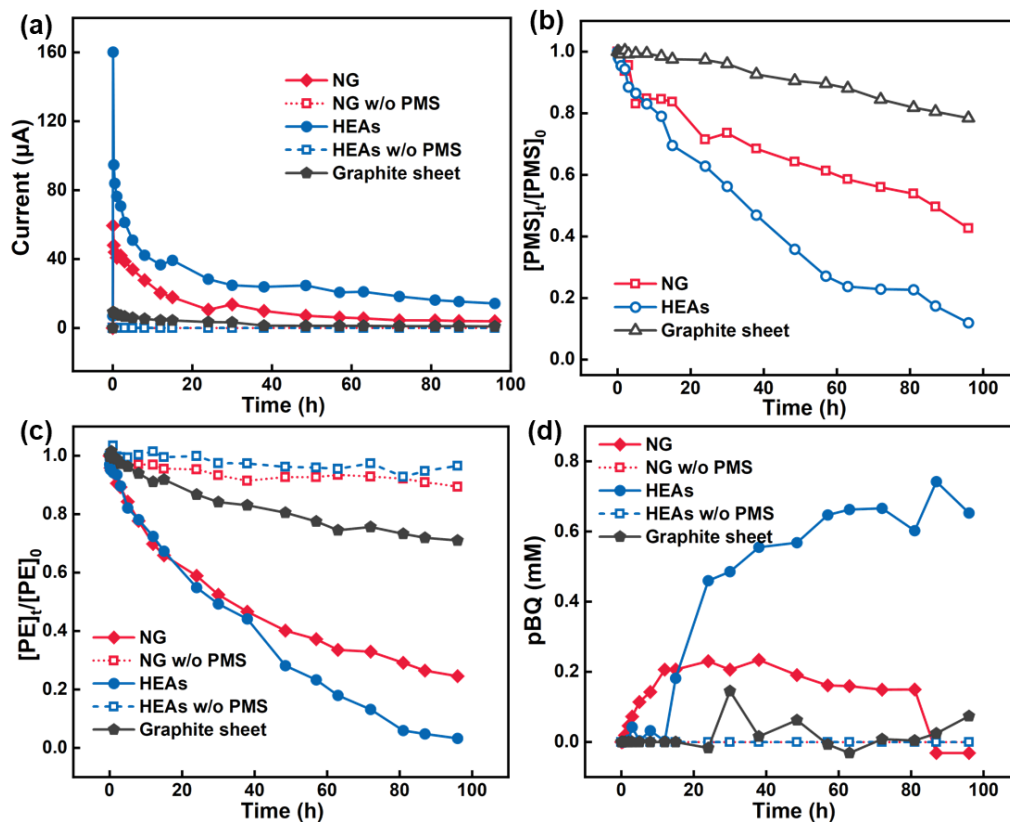 (a)
160
120
80
40
0
Current (µA)
NG
NG w/o PMS
HEAs
HEAs w/o PMS
Graphite sheet
0 20 40 60 80 100
Time (h)
(b)
1.0
0.8
0.6
0.4
0.2
0.0
[PMS]t/[PMS]0
NG
HEAs
Graphite sheet
0 20 40 60 80 100
Time (h)
(c)
1.0
0.8
0.6
0.4
0.2
0.0
[PE]t/[PE]0
NG
NG w/o PMS
HEAs
HEAs w/o PMS
Graphite sheet
0 20 40 60 80 100
Time (h)
(d)
0.8
0.6
0.4
0.2
0.0
pBQ (mM)
NG
NG w/o PMS
HEAs
HEAs w/o PMS
Graphite sheet
0 20 40 60 80 100
Time (h)